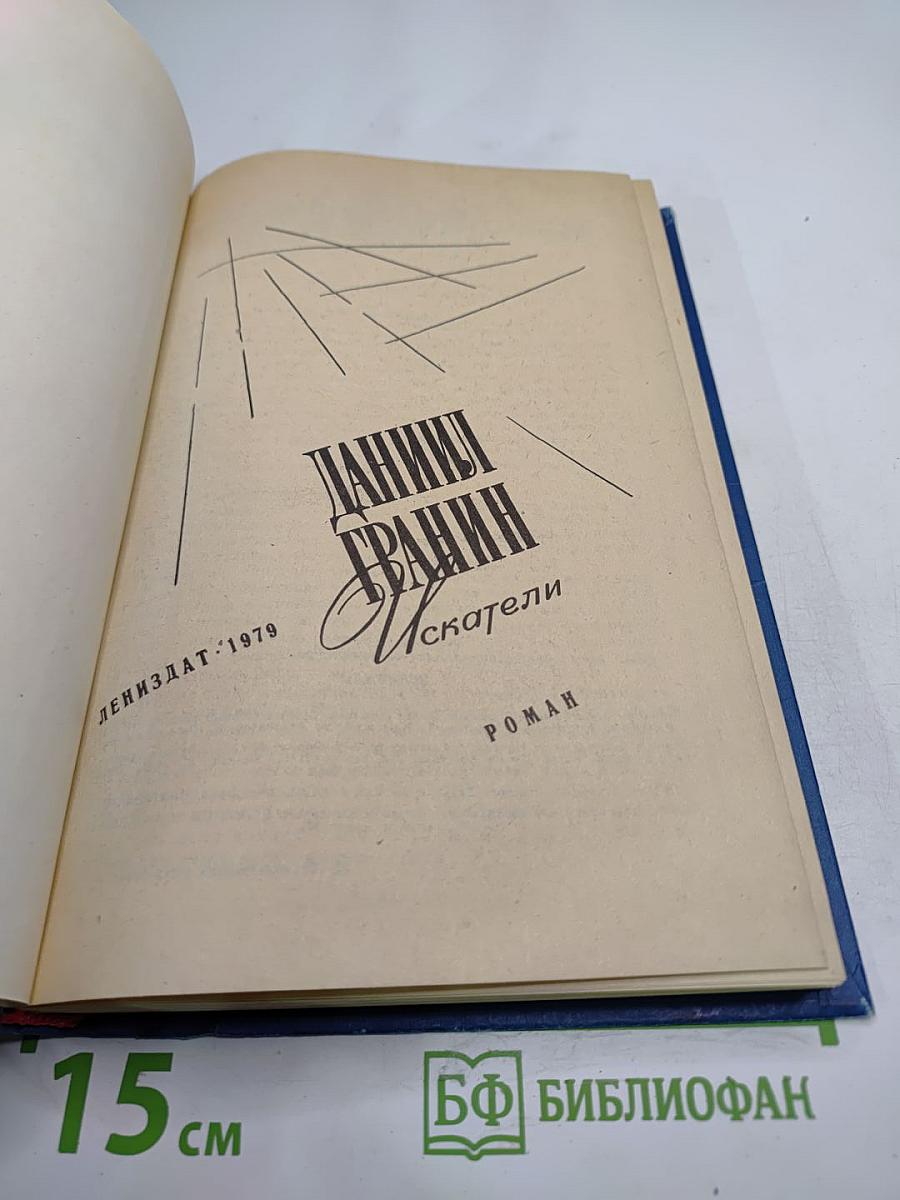 ДАНИИЛ
ГРАНИН
Искатели
ЛЕНИЗДАТ·1979
РОМАН
15 см
БФ БИБЛИОФАН